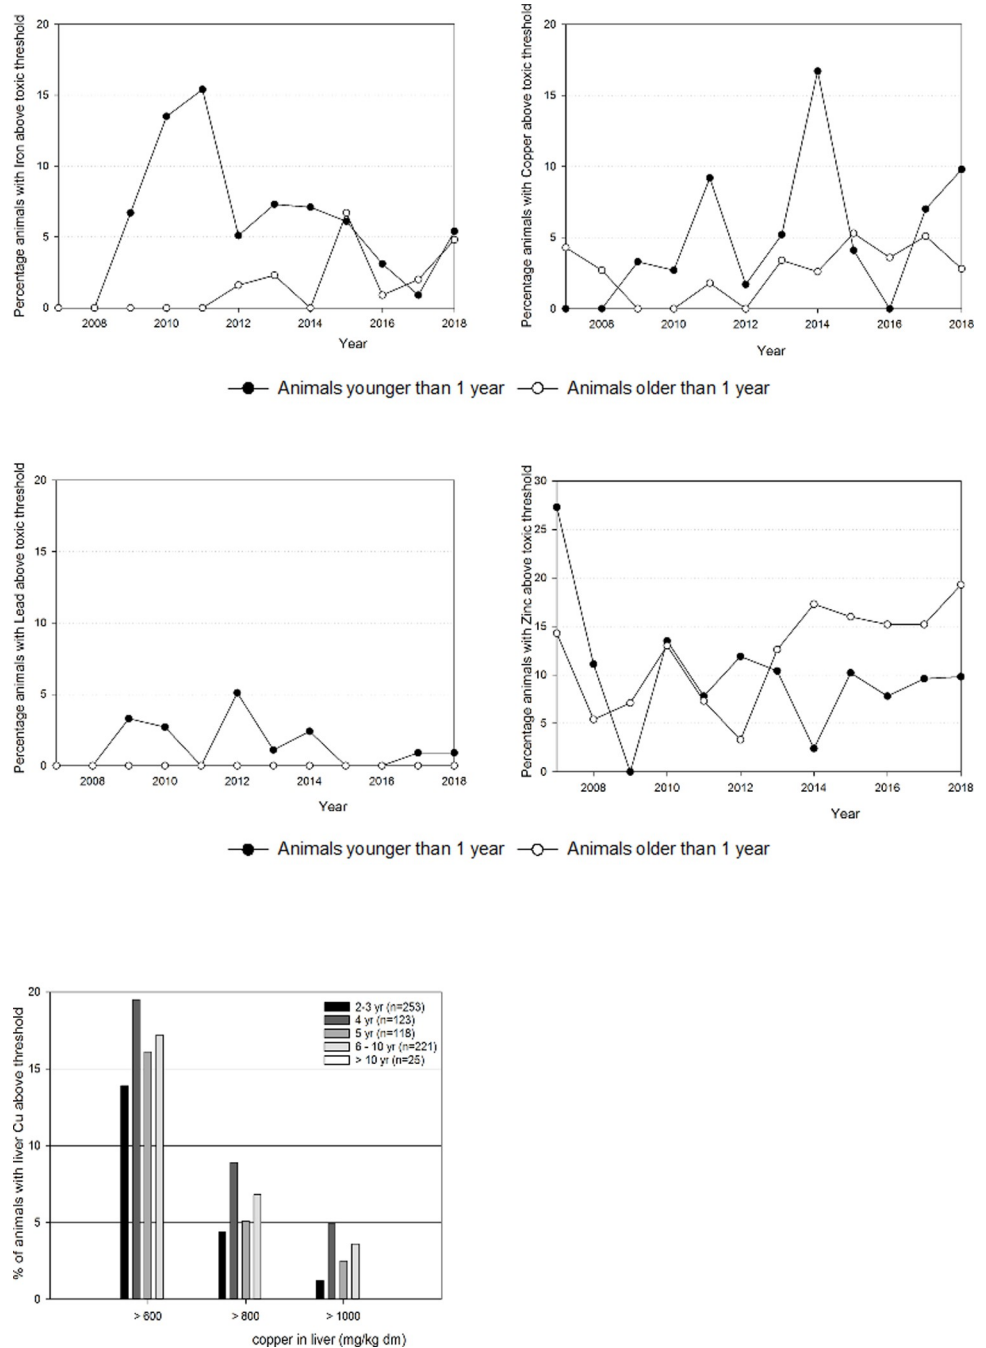 Percentage animals with Iron above toxic threshold
20
15
10
5
0
2008 2010 2012 2014 2016 2018
Year
Percentage animals with Copper above toxic threshold
20
15
10
5
0
2008 2010 2012 2014 2016 2018
Year
Animals younger than 1 year Animals older than 1 year
Percentage animals with Lead above toxic threshold
20
15
10
5
0
2008 2010 2012 2014 2016 2018
Year
Percentage animals with Zinc above toxic threshold
30
25
20
15
10
5
0
2008 2010 2012 2014 2016 2018
Year
Animals younger than 1 year Animals older than 1 year
% of animals with liver Cu above threshold
20
15
10
5
0
2-3 yr (n=253)
4 yr (n=123)
5 yr (n=118)
6 - 10 yr (n=221)
> 10 yr (n=25)
> 600 > 800 > 1000
copper in liver (mg/kg dm)